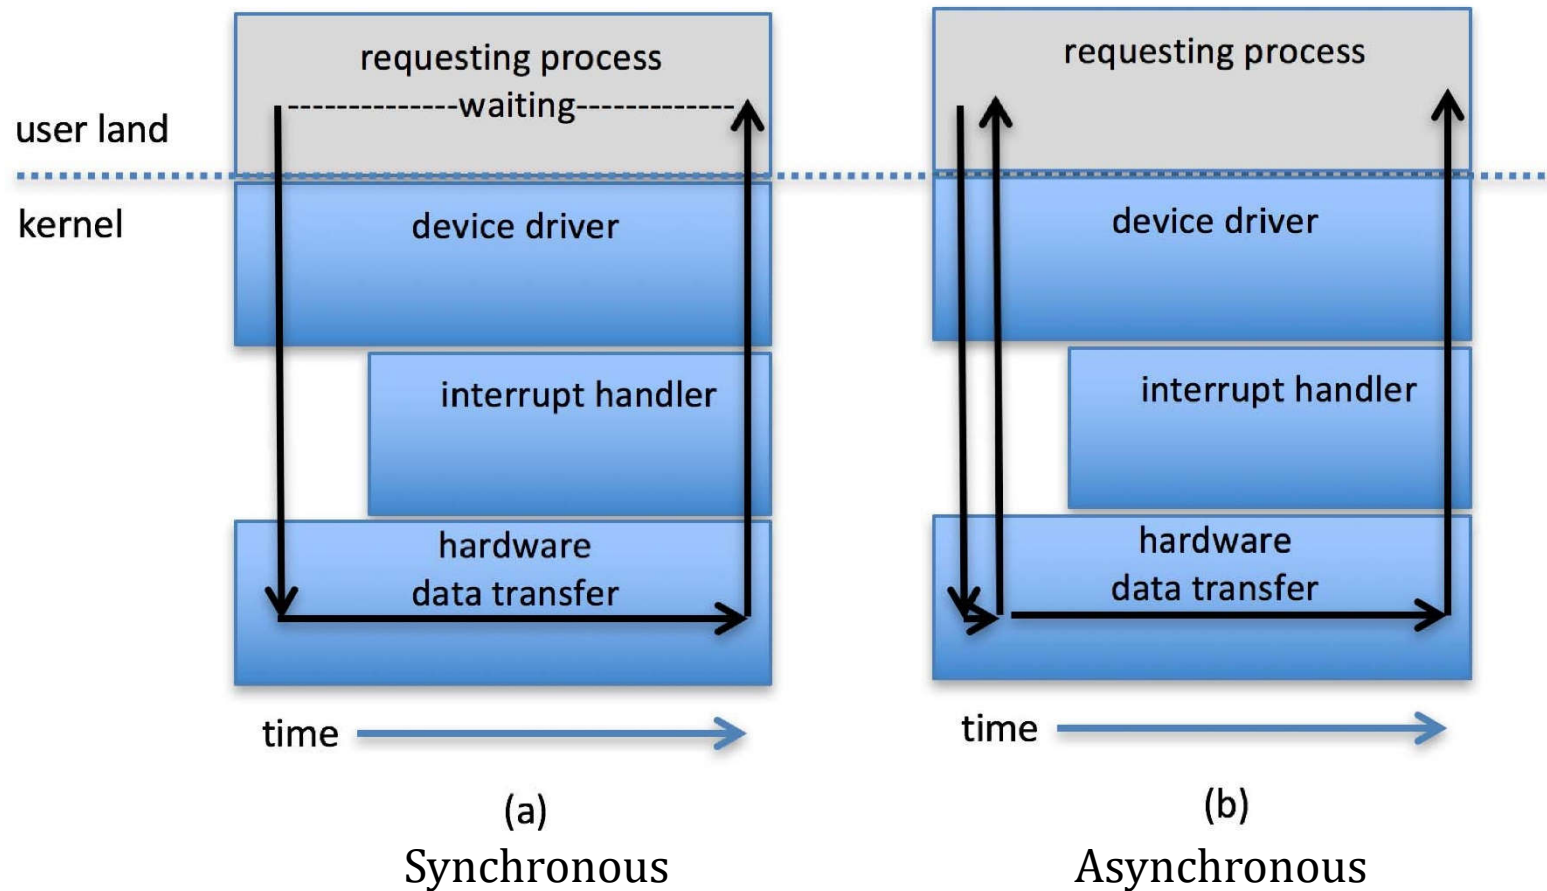 requesting process
-------------waiting------------
user land
kernel
device driver
interrupt handler
hardware
data transfer
time
(a)
Synchronous
requesting process
device driver
interrupt handler
hardware
data transfer
time
(b)
Asynchronous